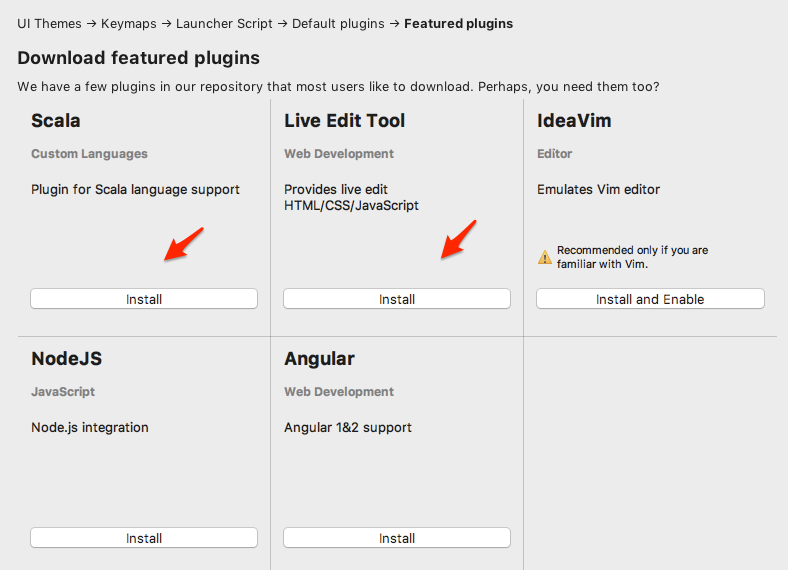 UI Themes → Keymaps → Launcher Script → Default plugins → Featured plugins
Download featured plugins
We have a few plugins in our repository that most users like to download. Perhaps, you need them too?
Scala
Custom Languages
Plugin for Scala language support
Install
Live Edit Tool
Web Development
Provides live edit
HTML/CSS/JavaScript
Install
IdeaVim
Editor
Emulates Vim editor
Recommended only if you are
familiar with Vim.
Install and Enable
NodeJS
JavaScript
Node.js integration
Install
Angular
Web Development
Angular 1&2 support
Install